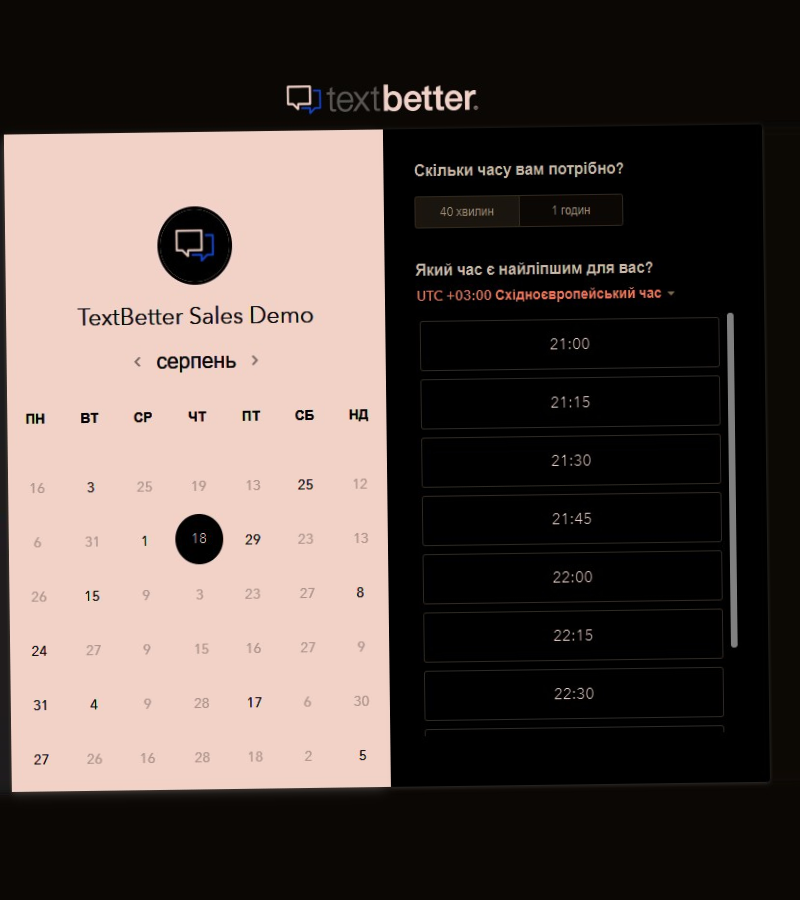 textbetter.
TextBetter Sales Demo
серпень
ПН ВТ СР ЧТ ПТ СБ НД
16 3 25 19 13 25 12
6 31 1 18 29 23 13
26 15 9 3 23 27 8
24 27 9 15 16 27 9
31 4 9 28 17 6 30
27 26 16 28 18 2 5
Скільки часу вам потрібно?
40 хвилин 1 годин
Який час є найліпшим для вас?
UTC +03:00 Східноєвропейський час
21:00
21:15
21:30
21:45
22:00
22:15
22:30